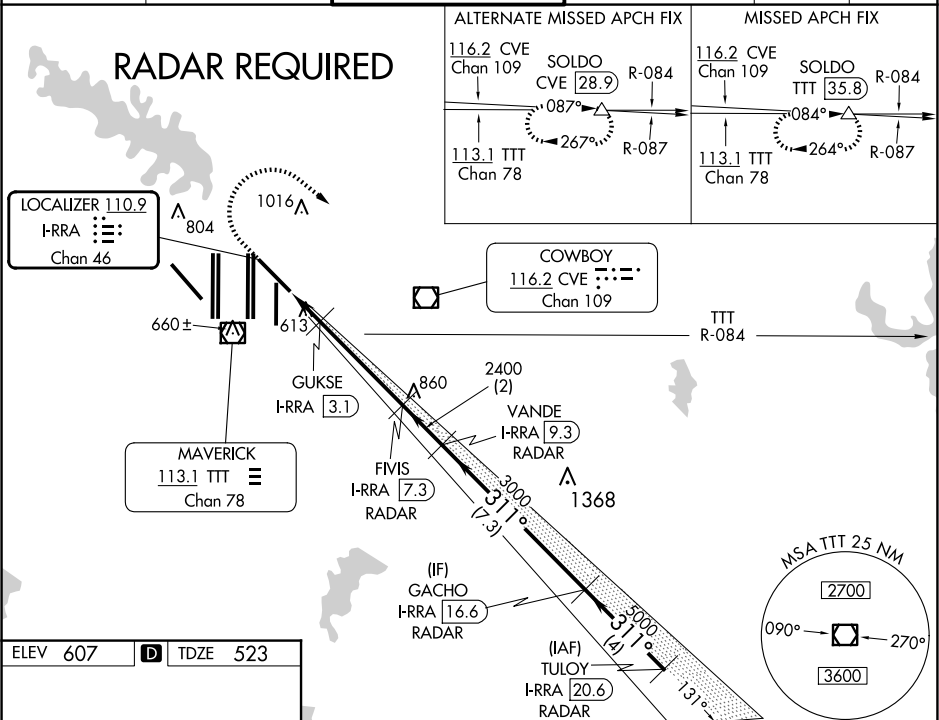 RADAR REQUIRED
ALTERNATE MISSED APCH FIX
116.2 CVE
Chan 109
SOLDO
CVE 28.9
R-084
087°
267°
R-087
113.1 TTT
Chan 78
MISSED APCH FIX
116.2 CVE
Chan 109
SOLDO
TTT 35.8
R-084
084°
264°
R-087
113.1 TTT
Chan 78
LOCALIZER 110.9
I-RRA
Chan 46
804
1016
COWBOY
116.2 CVE
Chan 109
660±
613
TTT
R-084
GUKSE
I-RRA 3.1
860
2400
(2)
VANDE
I-RRA 9.3
RADAR
MAVERICK
113.1 TTT
Chan 78
FIVIS
I-RRA 7.3
RADAR
3000
311°
(7.3)
1368
(IF)
GACHO
I-RRA 16.6
RADAR
5000
311°
(4)
(IAF)
TULOY
I-RRA 20.6
RADAR
131°
MSA TTT 25 NM
2700
090°
270°
3600
ELEV 607 D TDZE 523